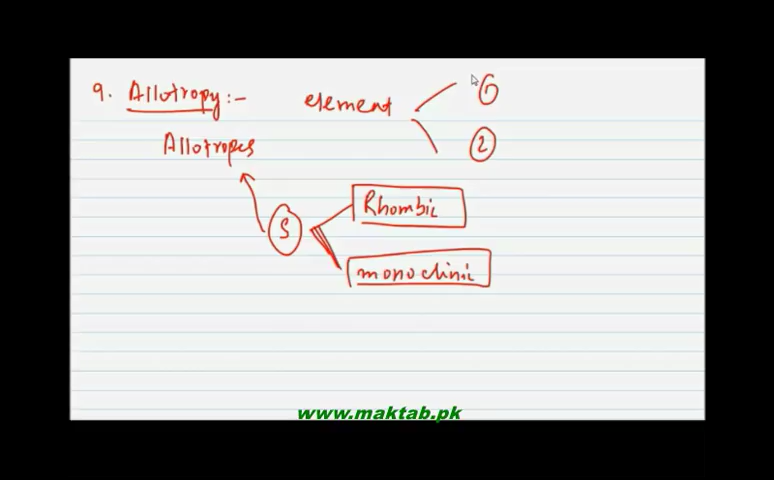 9. Allotropy:- element 1
Allotropes 2
S Rhombic
monoclinic
www.maktab.pk